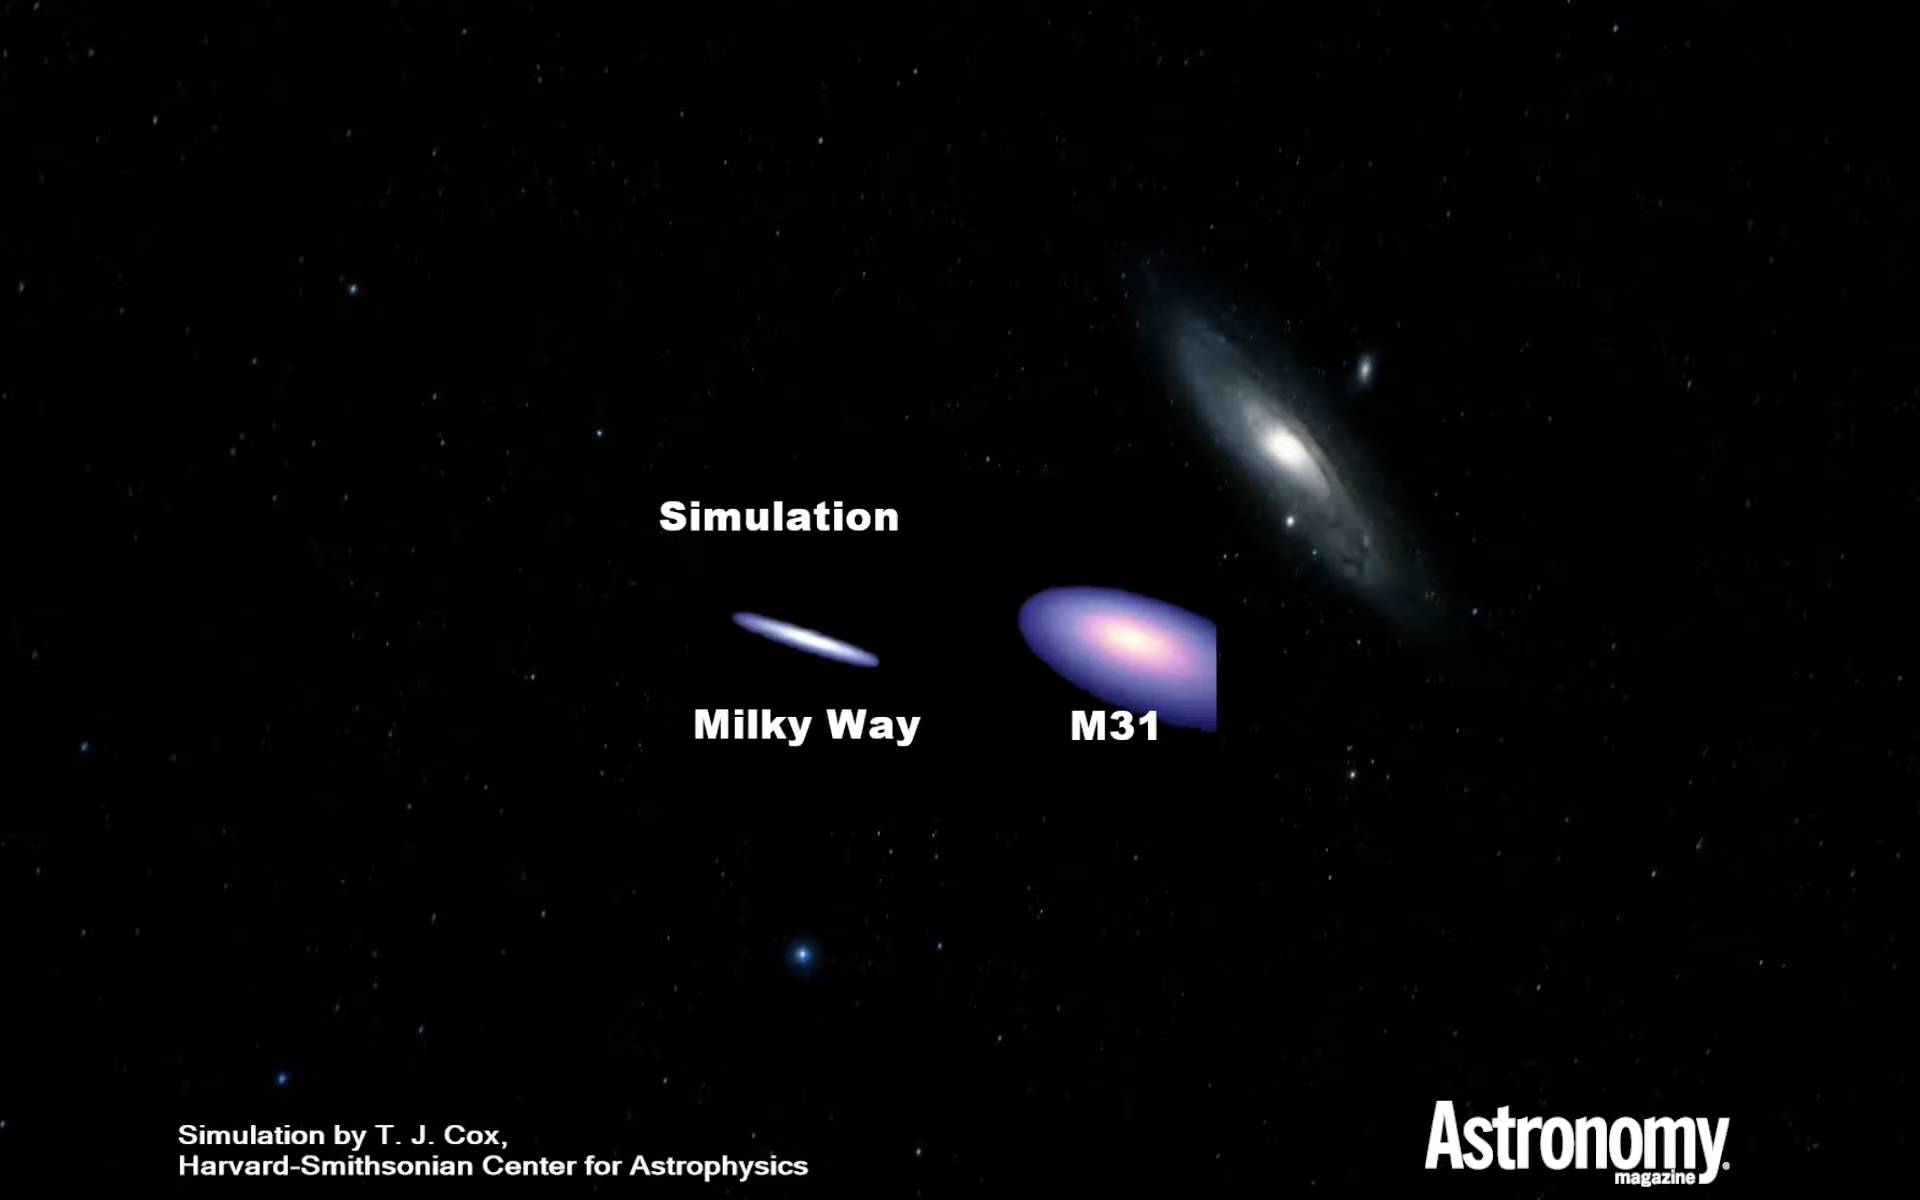 Simulation
Milky Way
M31
Simulation by T. J. Cox,
Harvard-Smithsonian Center for Astrophysics
Astronomy®
magazine